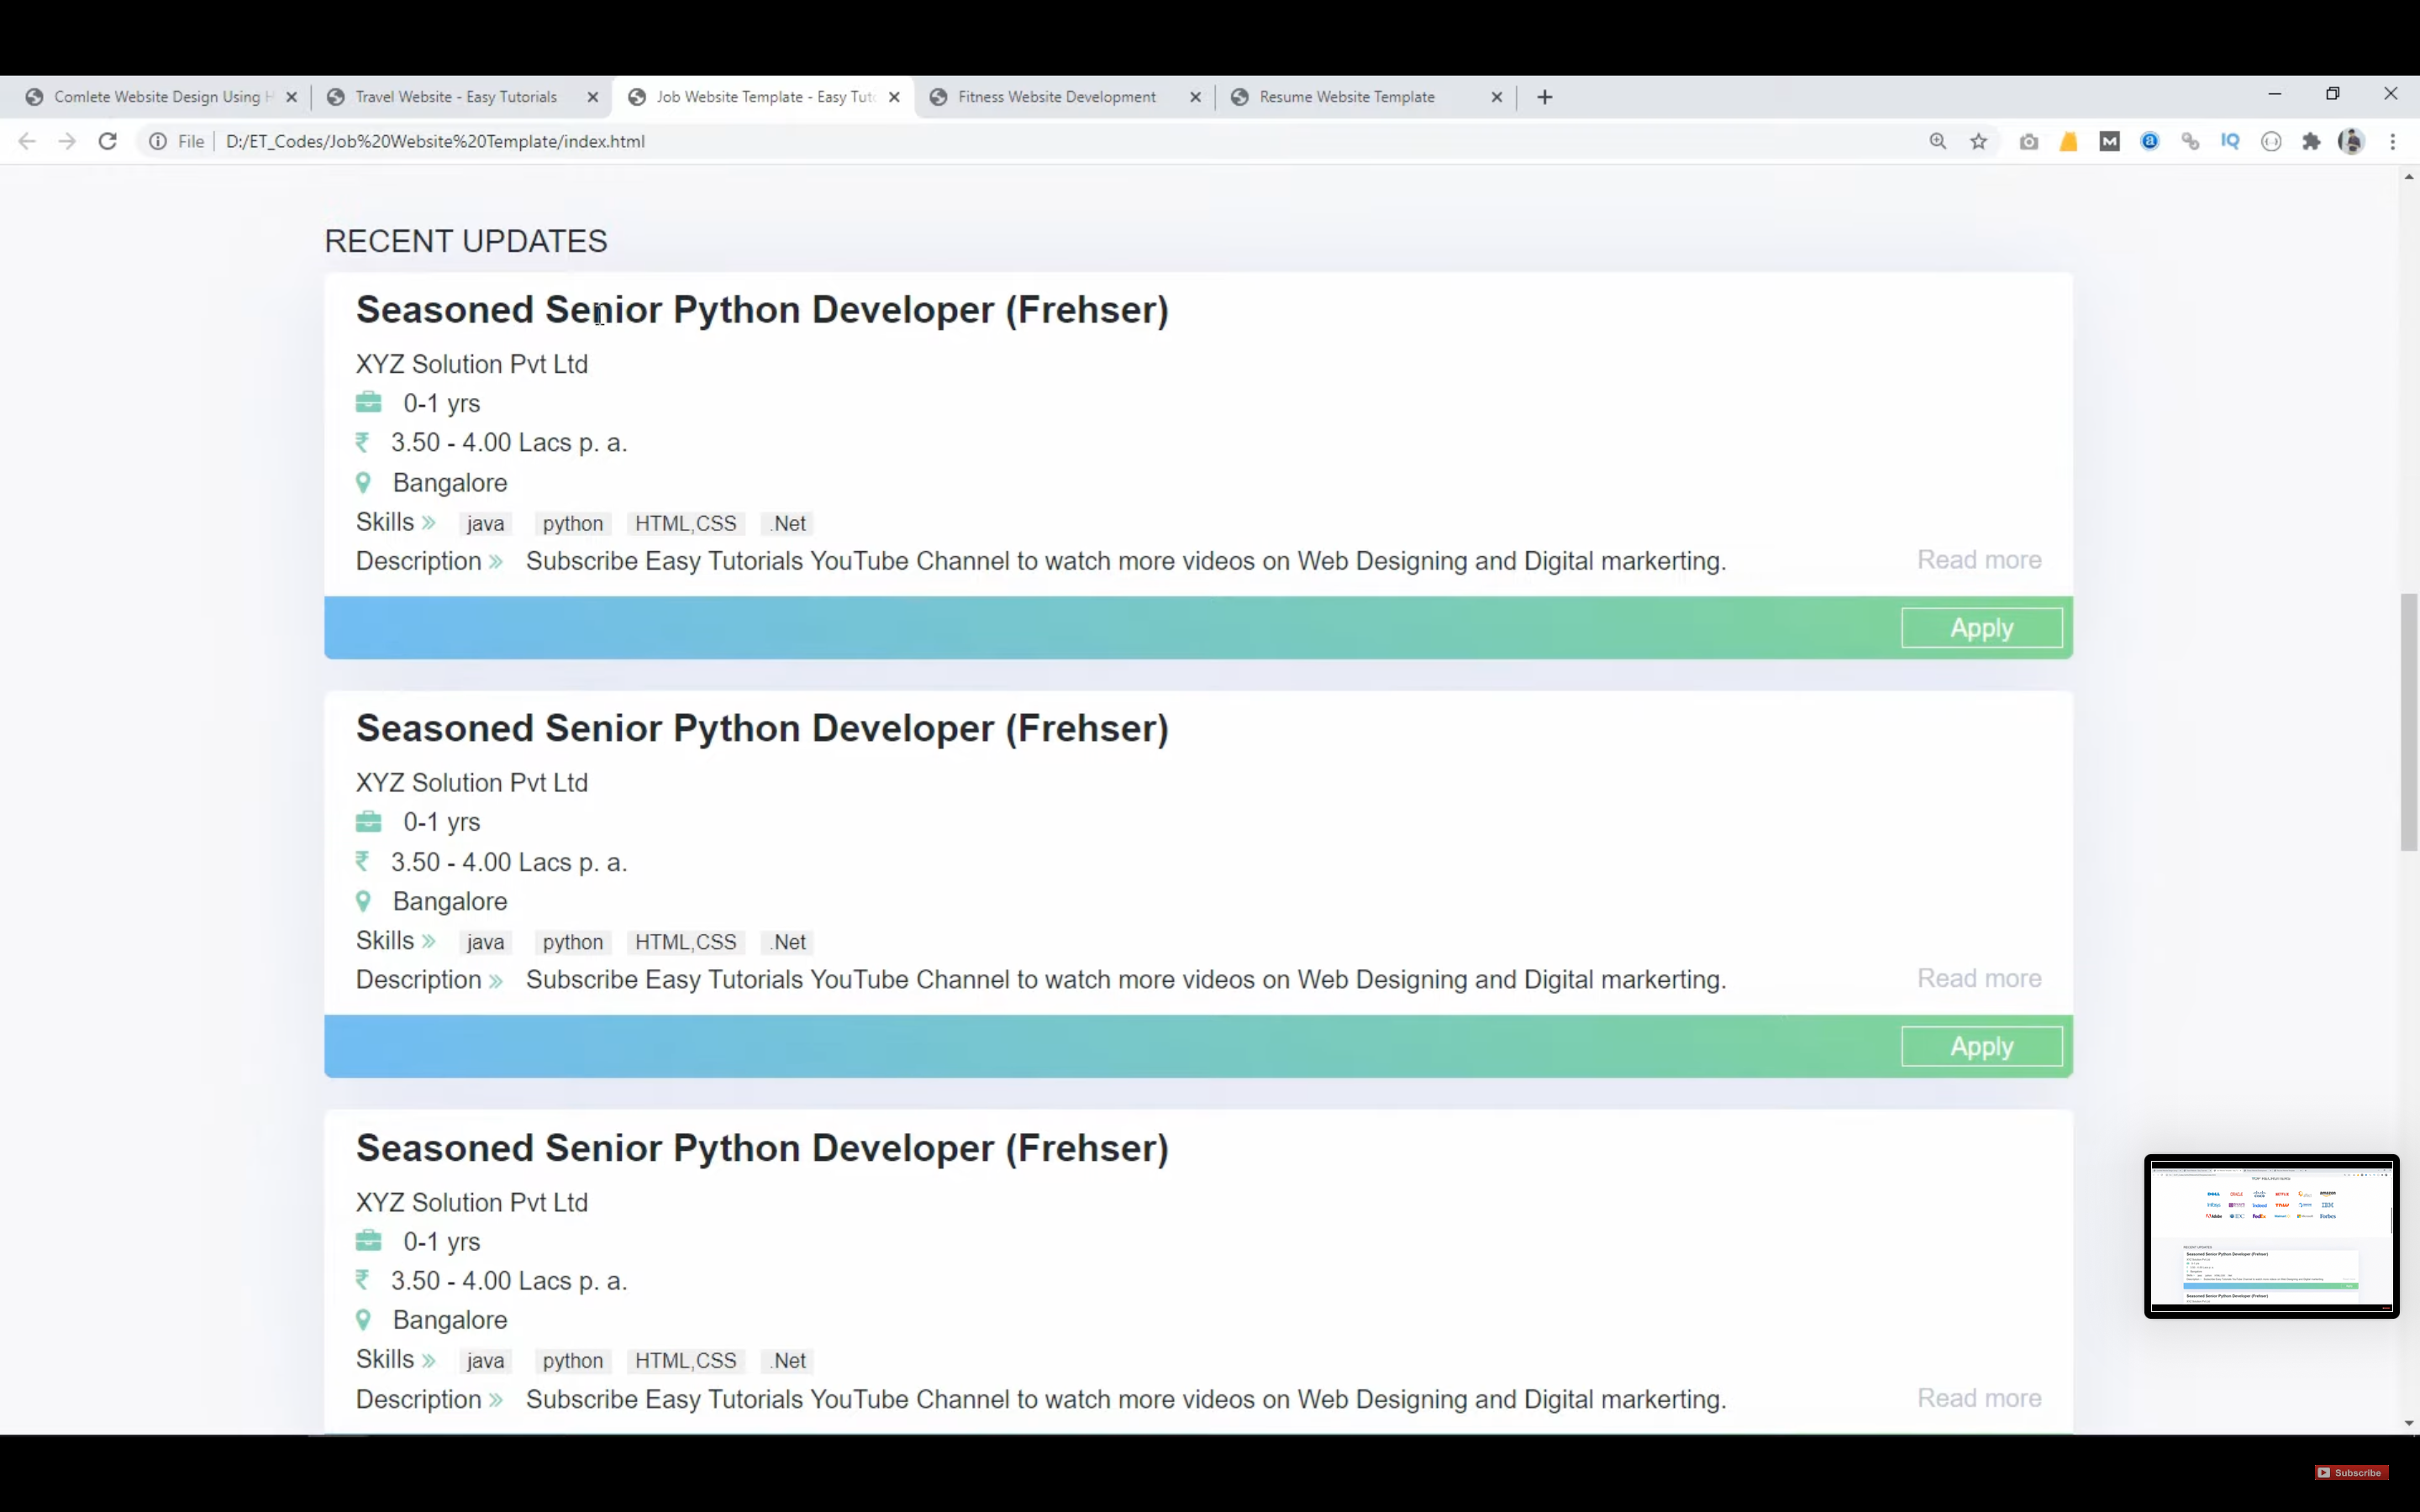 Comlete Website Design Using H
Travel Website - Easy Tutorials
Job Website Template - Easy Tuto
Fitness Website Development
Resume Website Template
File D:/ET_Codes/Job%20Website%20Template/index.html
RECENT UPDATES
Seasoned Senior Python Developer (Frehser)
XYZ Solution Pvt Ltd
0-1 yrs
₹ 3.50 - 4.00 Lacs p. a.
Bangalore
Skills » java python HTML,CSS .Net
Description » Subscribe Easy Tutorials YouTube Channel to watch more videos on Web Designing and Digital markerting. Read more
Apply
Seasoned Senior Python Developer (Frehser)
XYZ Solution Pvt Ltd
0-1 yrs
₹ 3.50 - 4.00 Lacs p. a.
Bangalore
Skills » java python HTML,CSS .Net
Description » Subscribe Easy Tutorials YouTube Channel to watch more videos on Web Designing and Digital markerting. Read more
Apply
Seasoned Senior Python Developer (Frehser)
XYZ Solution Pvt Ltd
0-1 yrs
₹ 3.50 - 4.00 Lacs p. a.
Bangalore
Skills » java python HTML,CSS .Net
Description » Subscribe Easy Tutorials YouTube Channel to watch more videos on Web Designing and Digital markerting. Read more
Subscribe